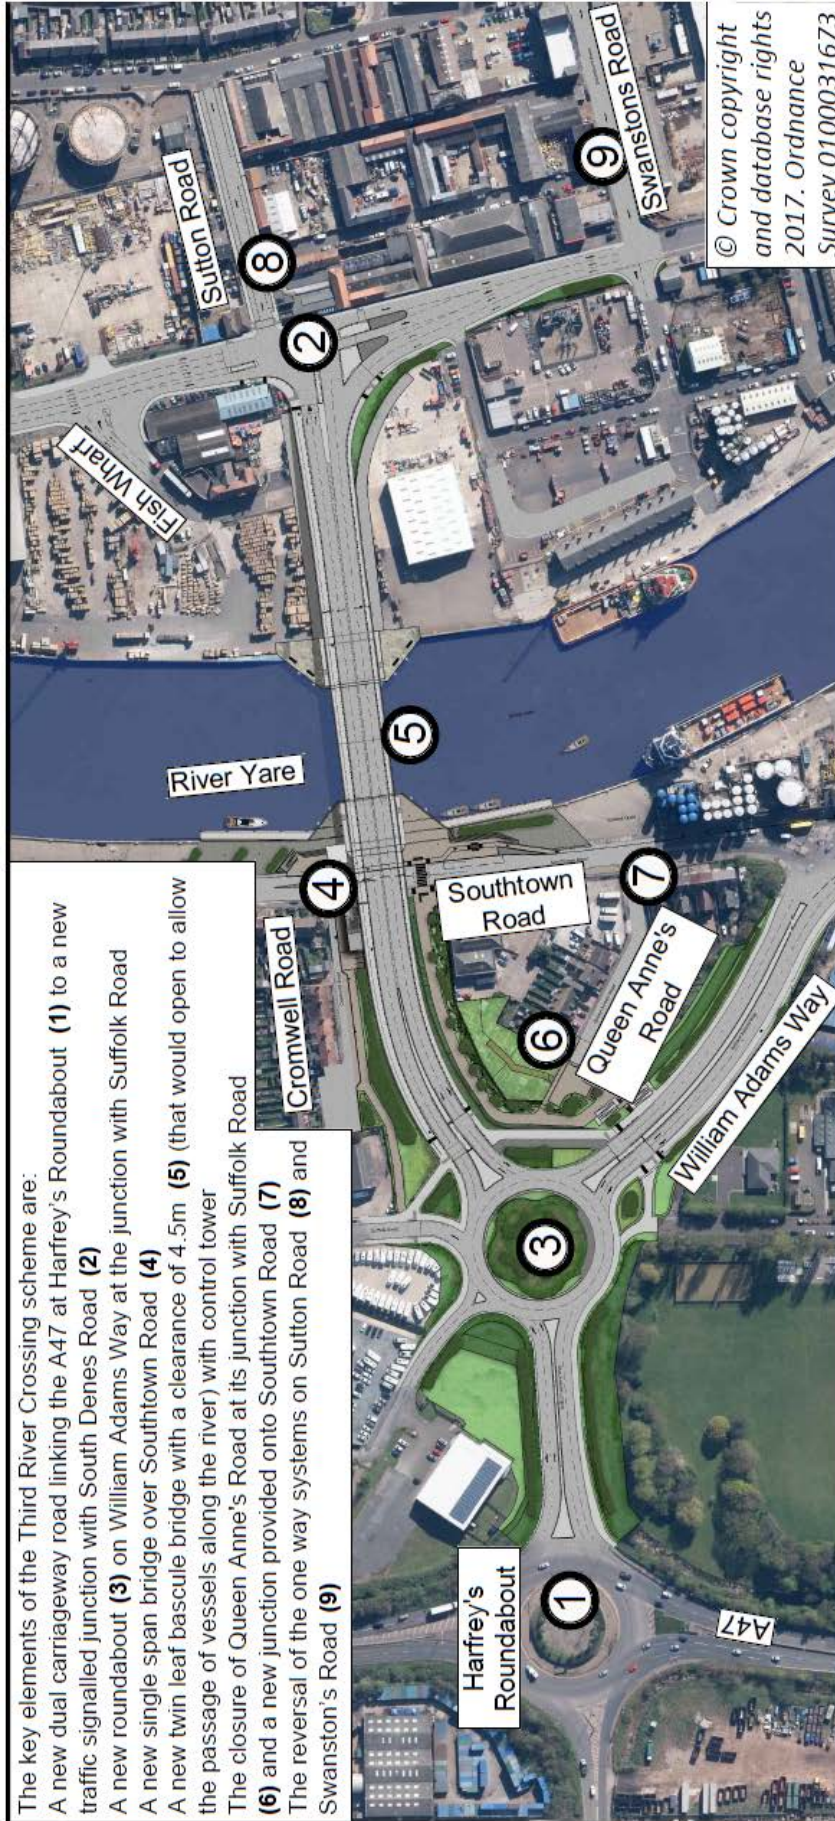 The key elements of the Third River Crossing scheme are:
A new dual carriageway road linking the A47 at Harfrey's Roundabout (1) to a new
traffic signalled junction with South Denes Road (2)
A new roundabout (3) on William Adams Way at the junction with Suffolk Road
A new single span bridge over Southtown Road (4)
A new twin leaf bascule bridge with a clearance of 4.5m (5) (that would open to allow
the passage of vessels along the river) with control tower
The closure of Queen Anne's Road at its junction with Suffolk Road
(6) and a new junction provided onto Southtown Road (7)
The reversal of the one way systems on Sutton Road (8) and
Swanston's Road (9)
River Yare
Fish Wharf
Sutton Road
8
2
9
Swanstons Road
Cromwell Road
4
5
Southtown
Road
7
6
Queen Anne's
Road
William Adams Way
3
Harfrey's
Roundabout
1
A47
© Crown copyright
and database rights
2017. Ordnance
Survey 0100031673